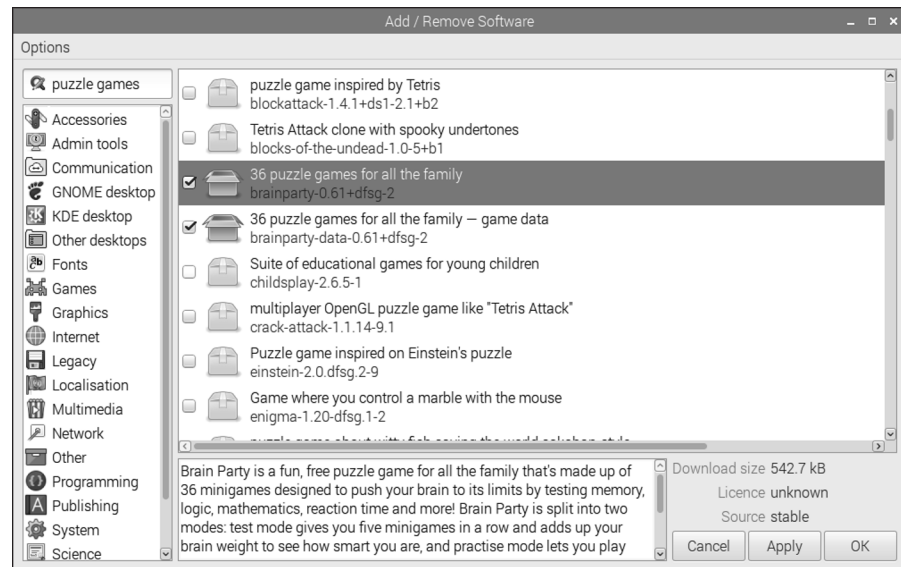 Add / Remove Software
Options
puzzle games
Accessories
Admin tools
Communication
GNOME desktop
KDE desktop
Other desktops
Fonts
Games
Graphics
Internet
Legacy
Localisation
Multimedia
Network
Other
Programming
Publishing
System
Science
puzzle game inspired by Tetris
blockattack-1.4.1+ds1-2.1+b2
Tetris Attack clone with spooky undertones
blocks-of-the-undead-1.0-5+b1
36 puzzle games for all the family
brainparty-0.61+dfsg-2
36 puzzle games for all the family — game data
brainparty-data-0.61+dfsg-2
Suite of educational games for young children
childsplay-2.6.5-1
multiplayer OpenGL puzzle game like "Tetris Attack"
crack-attack-1.1.14-9.1
Puzzle game inspired on Einstein's puzzle
einstein-2.0.dfsg.2-9
Game where you control a marble with the mouse
enigma-1.20-dfsg.1-2
Brain Party is a fun, free puzzle game for all the family that's made up of
36 minigames designed to push your brain to its limits by testing memory,
logic, mathematics, reaction time and more! Brain Party is split into two
modes: test mode gives you five minigames in a row and adds up your
brain weight to see how smart you are, and practise mode lets you play
Download size 542.7 kB
Licence unknown
Source stable
Cancel
Apply
OK